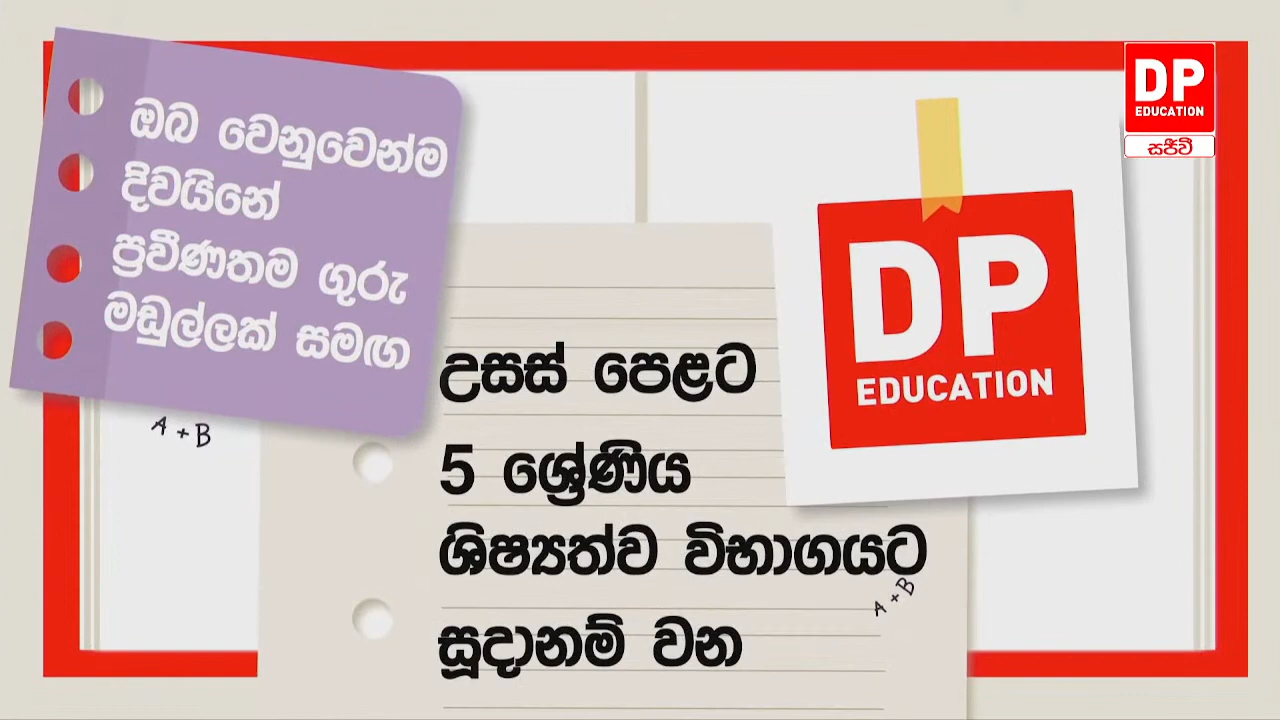 ඔබ වෙනුවෙන්ම
දිවයිනේ
ප්‍රවීණතම ගුරු
මඩුල්ලක් සමඟ
A + B
උසස් පෙළට
5 ශ්‍රේණිය
ශිෂ්‍යත්ව විභාගයට
සූදානම් වන
A + B
DP
EDUCATION
DP
EDUCATION
සජීවී